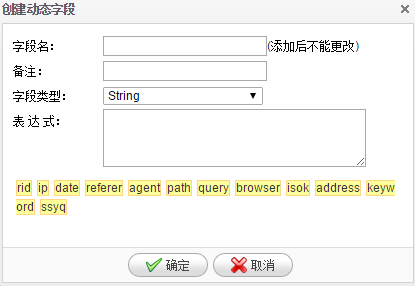 创建动态字段
字段名： (添加后不能更改)
备注：
字段类型： String
表 达 式：
rid ip date referer agent path query browser isok address keyw
ord ssyq
确定 取消